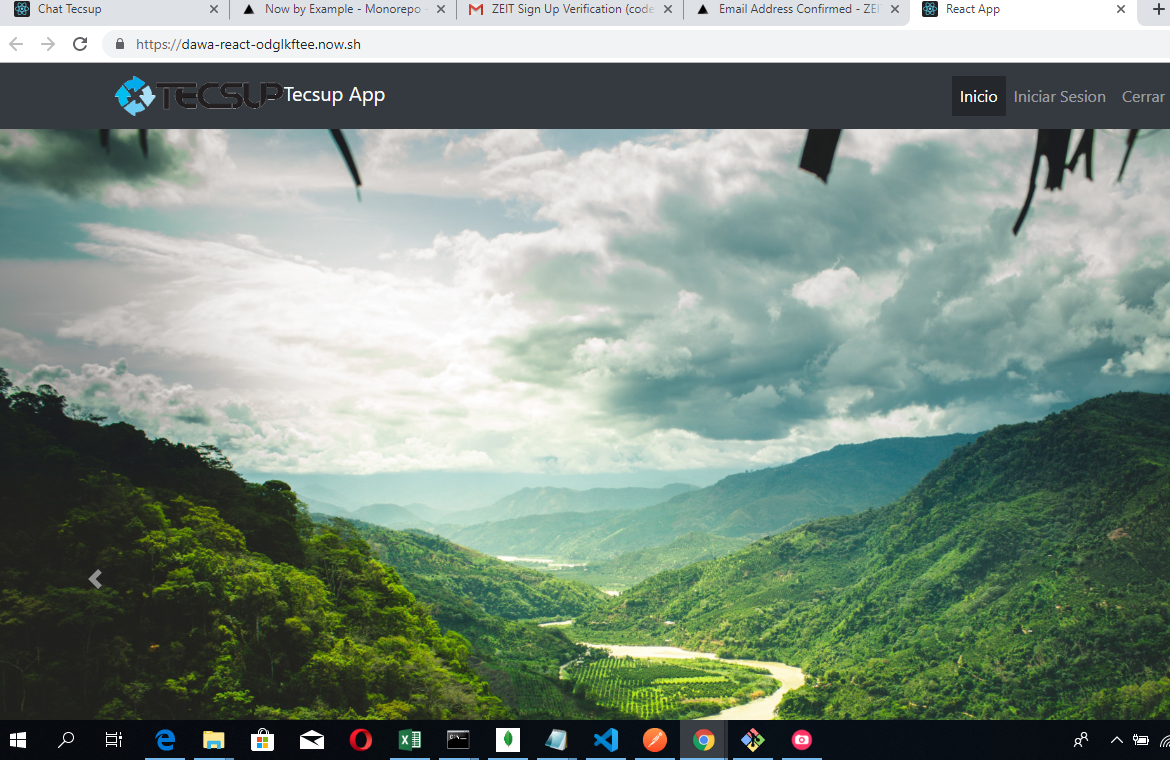 Chat Tecsup
Now by Example - Monorepo
ZEIT Sign Up Verification (code
Email Address Confirmed - ZEI
React App
https://dawa-react-odglkftee.now.sh
TECSUP Tecsup App
Inicio
Iniciar Sesion
Cerrar